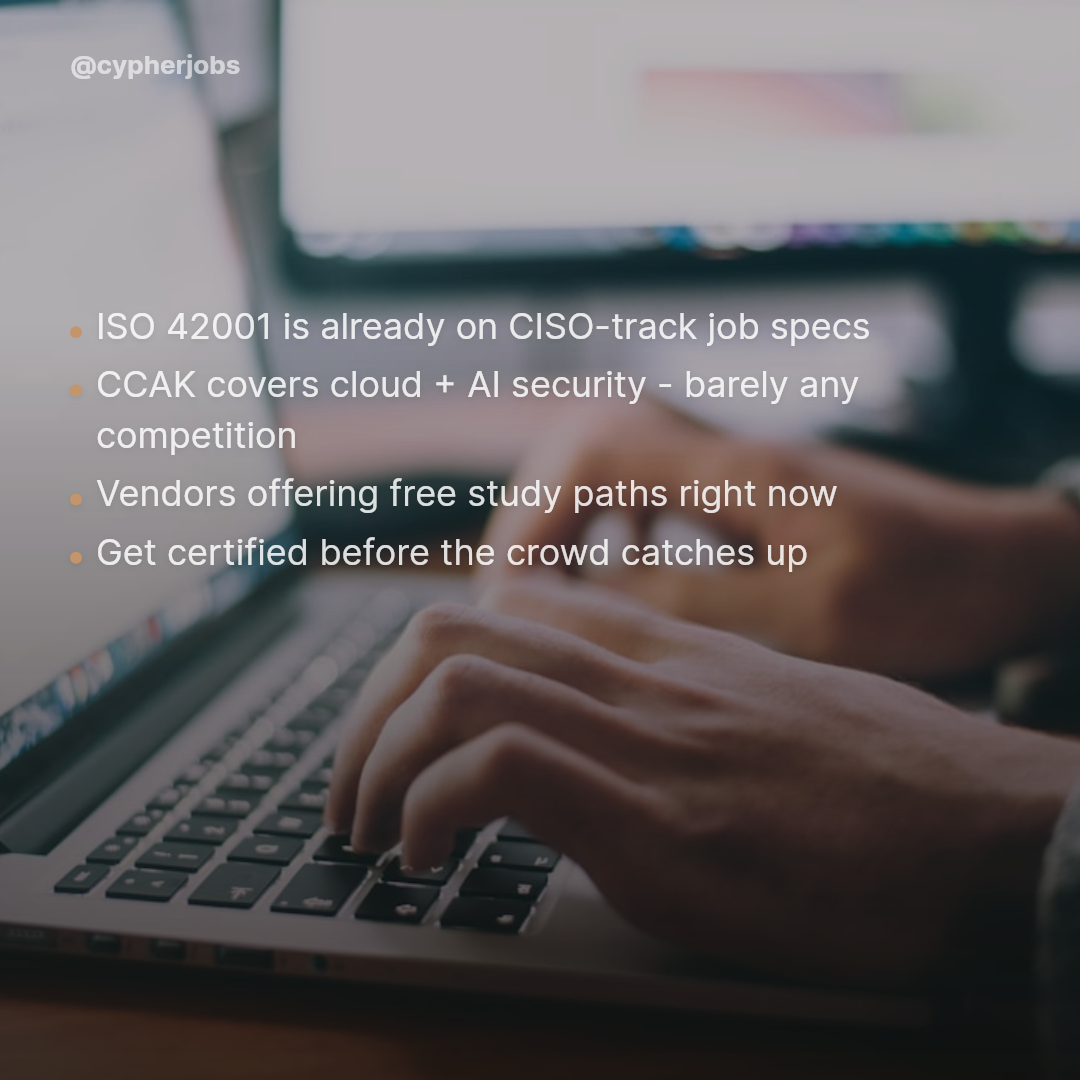 @cypherjobs
ISO 42001 is already on CISO-track job specs
CCAK covers cloud + AI security - barely any
competition
Vendors offering free study paths right now
Get certified before the crowd catches up